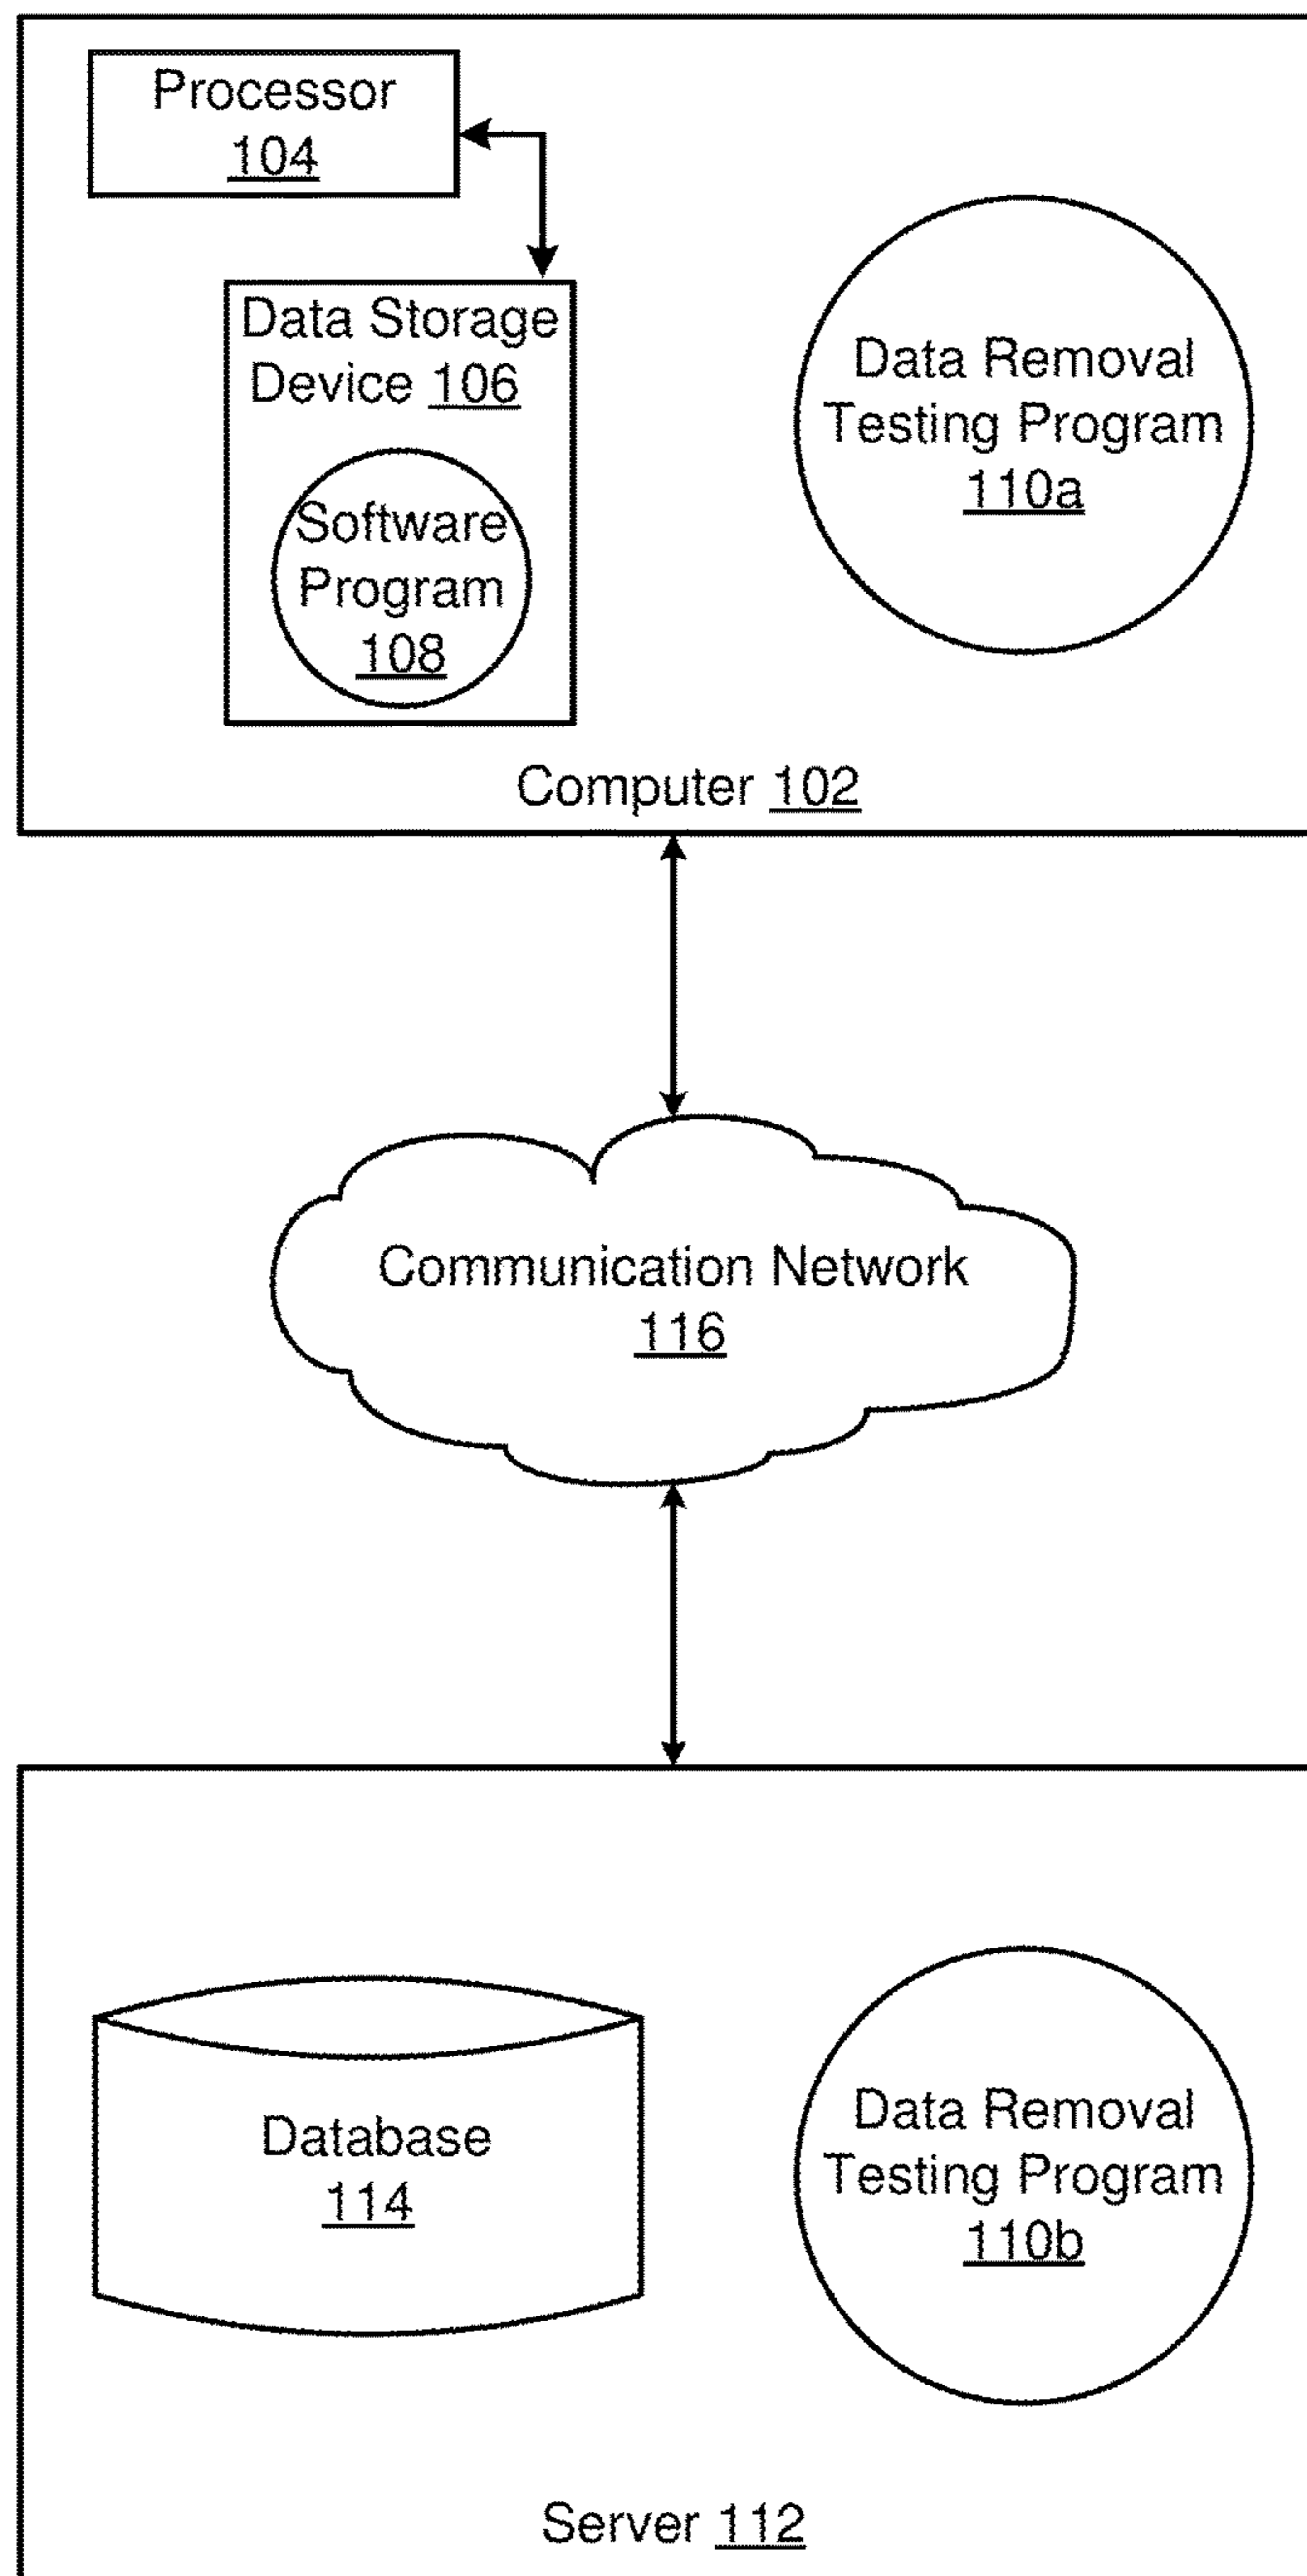 Processor
104
Data Storage
Device 106
Software
Program
108
Data Removal
Testing Program
110a
Computer 102
Communication Network
116
Database
114
Data Removal
Testing Program
110b
Server 112